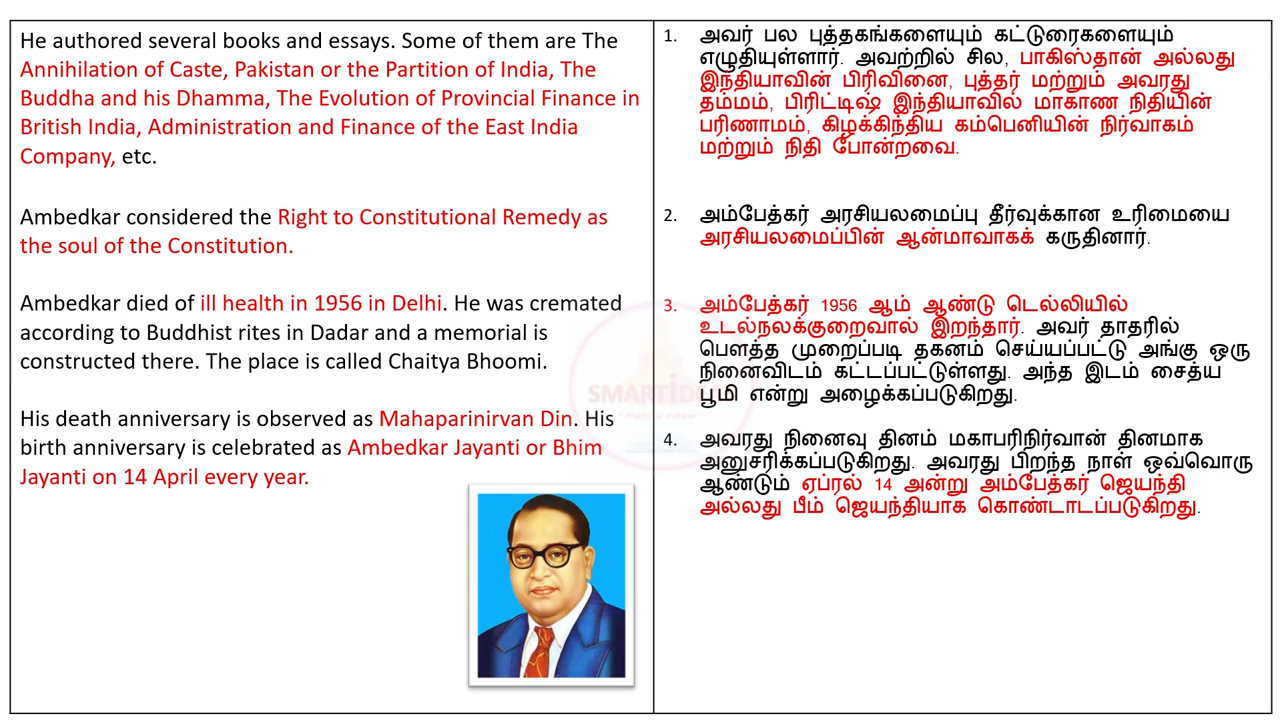 He authored several books and essays. Some of them are The
Annihilation of Caste, Pakistan or the Partition of India, The
Buddha and his Dhamma, The Evolution of Provincial Finance in
British India, Administration and Finance of the East India
Company, etc.
Ambedkar considered the Right to Constitutional Remedy as
the soul of the Constitution.
Ambedkar died of ill health in 1956 in Delhi. He was cremated
according to Buddhist rites in Dadar and a memorial is
constructed there. The place is called Chaitya Bhoomi.
His death anniversary is observed as Mahaparinirvan Din. His
birth anniversary is celebrated as Ambedkar Jayanti or Bhim
Jayanti on 14 April every year.
1. அவர் பல புத்தகங்களையும் கட்டுரைகளையும்
எழுதியுள்ளார். அவற்றில் சில, பாகிஸ்தான் அல்லது
இந்தியாவின் பிரிவினை, புத்தர் மற்றும் அவரது
தம்மம், பிரிட்டிஷ் இந்தியாவில் மாகாண நிதியின்
பரிணாமம், கிழக்கிந்திய கம்பெனியின் நிர்வாகம்
மற்றும் நிதி போன்றவை.
2. அம்பேத்கர் அரசியலமைப்பு தீர்வுக்கான உரிமையை
அரசியலமைப்பின் ஆன்மாவாகக் கருதினார்.
3. அம்பேத்கர் 1956 ஆம் ஆண்டு டெல்லியில்
உடல்நலக்குறைவால் இறந்தார். அவர் தாதரில்
பௌத்த முறைப்படி தகனம் செய்யப்பட்டு அங்கு ஒரு
நினைவிடம் கட்டப்பட்டுள்ளது. அந்த இடம் சைத்ய
பூமி என்று அழைக்கப்படுகிறது.
4. அவரது நினைவு தினம் மகாபரிநிர்வான் தினமாக
அனுசரிக்கப்படுகிறது. அவரது பிறந்த நாள் ஒவ்வொரு
ஆண்டும் ஏப்ரல் 14 அன்று அம்பேத்கர் ஜெயந்தி
அல்லது பீம் ஜெயந்தியாக கொண்டாடப்படுகிறது.